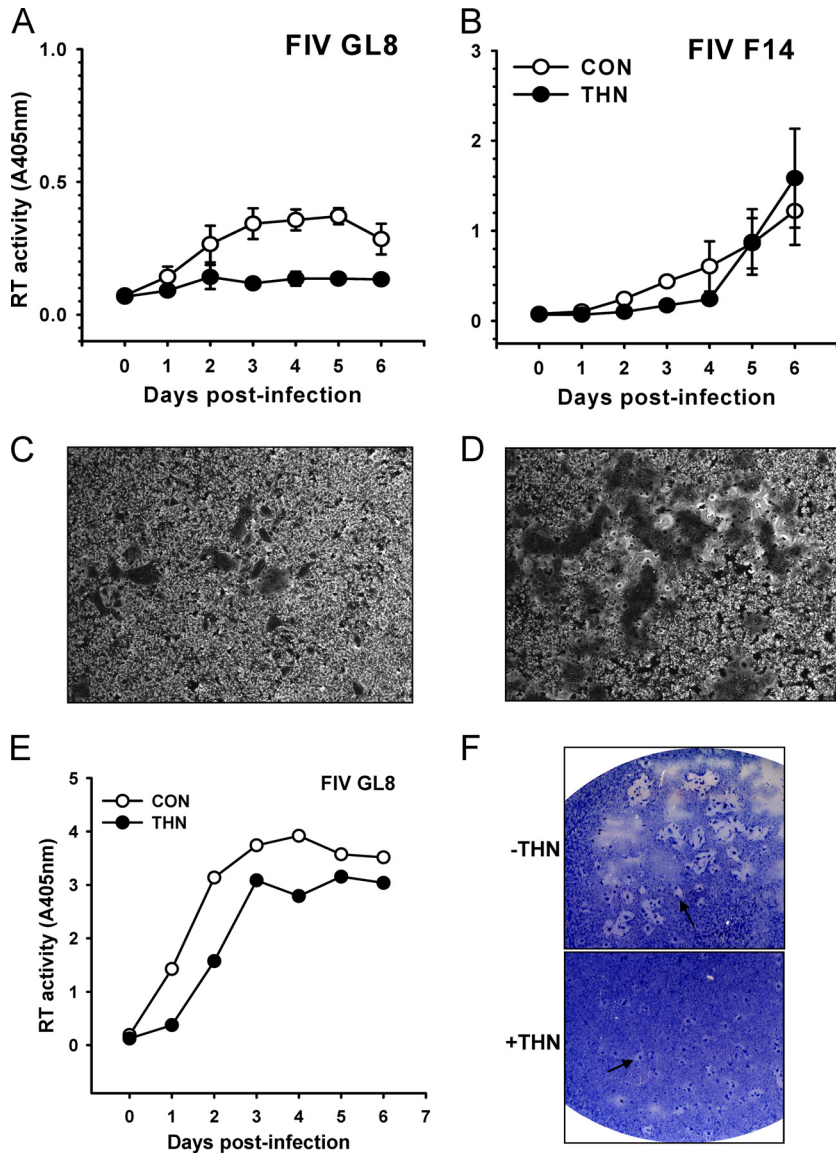 A
FIV GL8
RT activity (A405nm)
1.0
0.5
0.0
0 1 2 3 4 5 6
Days post-infection
B
FIV F14
CON
THN
3
2
1
0
0 1 2 3 4 5 6
Days post-infection
C
D
E
FIV GL8
CON
THN
RT activity (A405nm)
5
4
3
2
1
0
0 1 2 3 4 5 6 7
Days post-infection
F
-THN
+THN